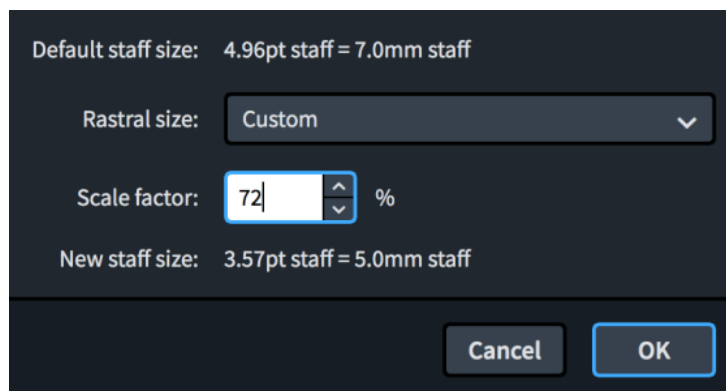 Default staff size: 4.96pt staff = 7.0mm staff
Rastral size: Custom
Scale factor: 72 %
New staff size: 3.57pt staff = 5.0mm staff
Cancel OK